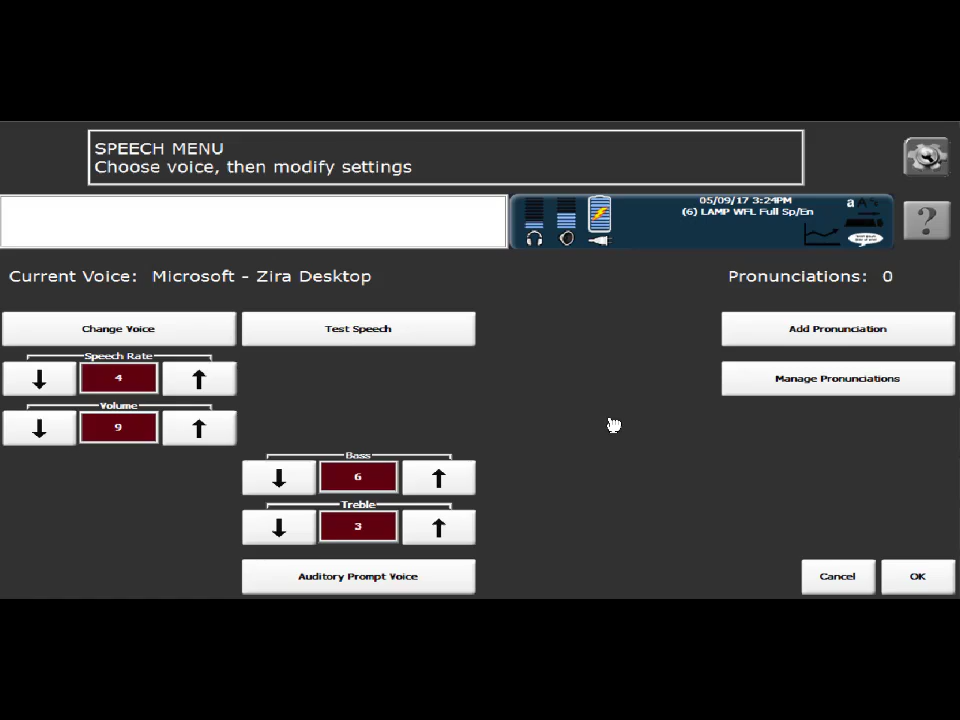 SPEECH MENU
Choose voice, then modify settings
05/09/17 3:24PM
(6) LAMP WFL Full Sp/En
a
?
Current Voice: Microsoft - Zira Desktop
Pronunciations: 0
Change Voice
Test Speech
Add Pronunciation
Speech Rate
4
Manage Pronunciations
Volume
9
Bass
6
Treble
3
Auditory Prompt Voice
Cancel
OK